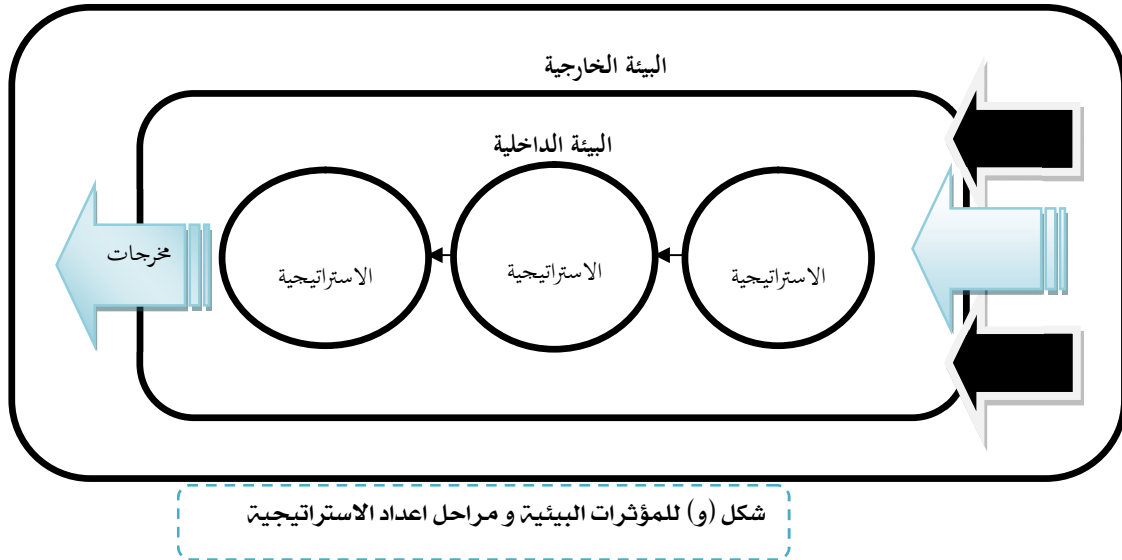 البيئة الخارجية
البيئة الداخلية
الاستراتيجية
الاستراتيجية
الاستراتيجية
مخرجات
شكل (و) للمؤثرات البيئية و مراحل اعداد الاستراتيجية